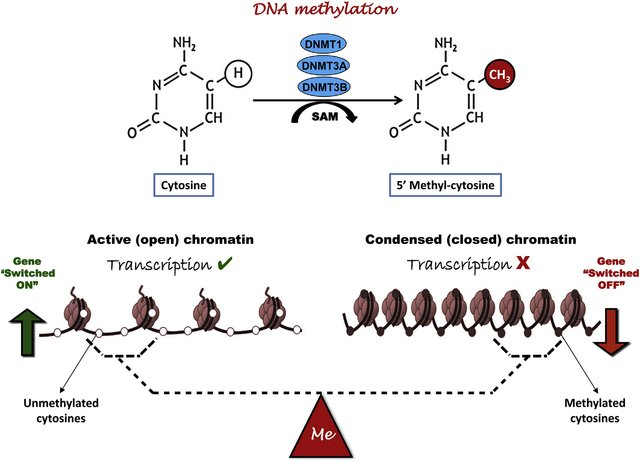 DNA methylation
NH₂
H
N
C
C
C
CH
O
N
H
DNMT1
DNMT3A
DNMT3B
SAM
NH₂
CH₃
N
C
C
C
CH
O
N
H
Cytosine
5' Methyl-cytosine
Active (open) chromatin
Transcription ✓
Gene
"Switched
ON"
Condensed (closed) chromatin
Transcription X
Gene
"Switched
OFF"
Unmethylated
cytosines
Me
Methylated
cytosines